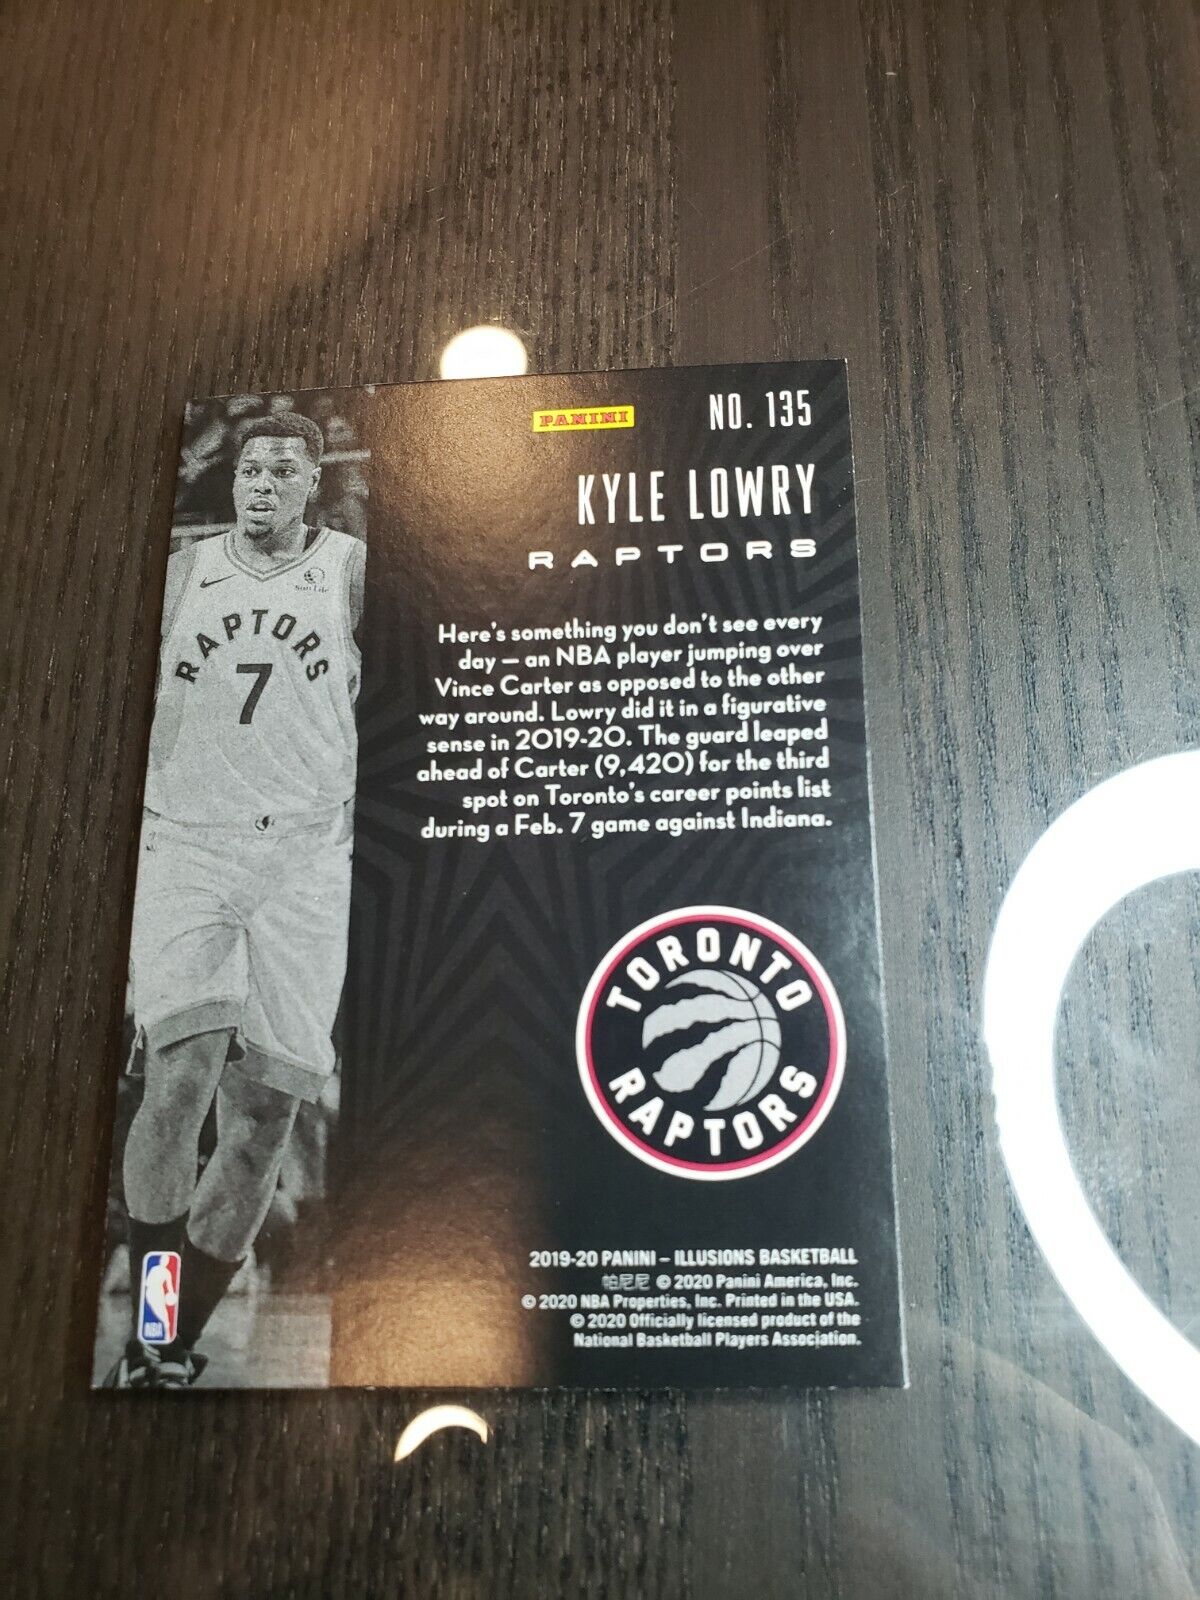 PANINI
NO. 135
KYLE LOWRY
RAPTORS
Here's something you don't see every
day — an NBA player jumping over
Vince Carter as opposed to the other
way around. Lowry did it in a figurative
sense in 2019-20. The guard leaped
ahead of Carter (9,420) for the third
spot on Toronto's career points list
during a Feb. 7 game against Indiana.
Sun Life
RAPTORS
7
TORONTO
RAPTORS
NBA
2019-20 PANINI – ILLUSIONS BASKETBALL
帕尼尼 © 2020 Panini America, Inc.
© 2020 NBA Properties, Inc. Printed in the USA.
© 2020 Officially licensed product of the
National Basketball Players Association.